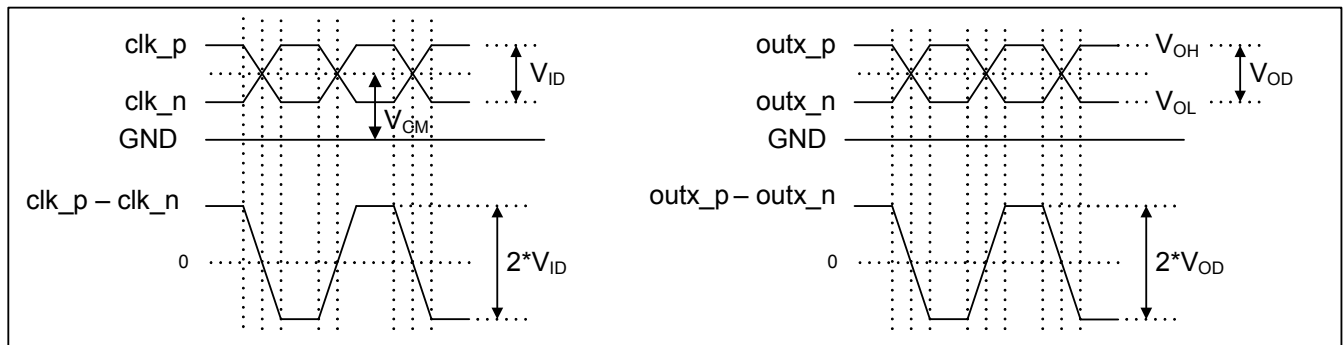 clk_p
V_ID
clk_n
V_CM
GND
clk_p – clk_n
0
2*V_ID
outx_p
V_OH
V_OD
outx_n
V_OL
GND
outx_p – outx_n
0
2*V_OD